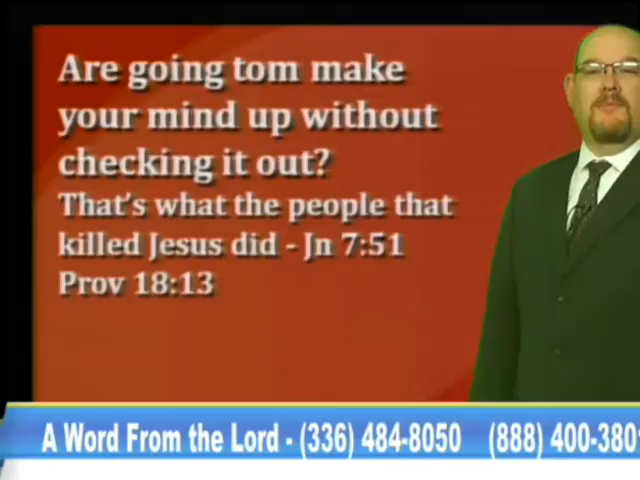 Are going tom make
your mind up without
checking it out?
That's what the people that
killed Jesus did - Jn 7:51
Prov 18:13
A Word From the Lord - (336) 484-8050 (888) 400-380